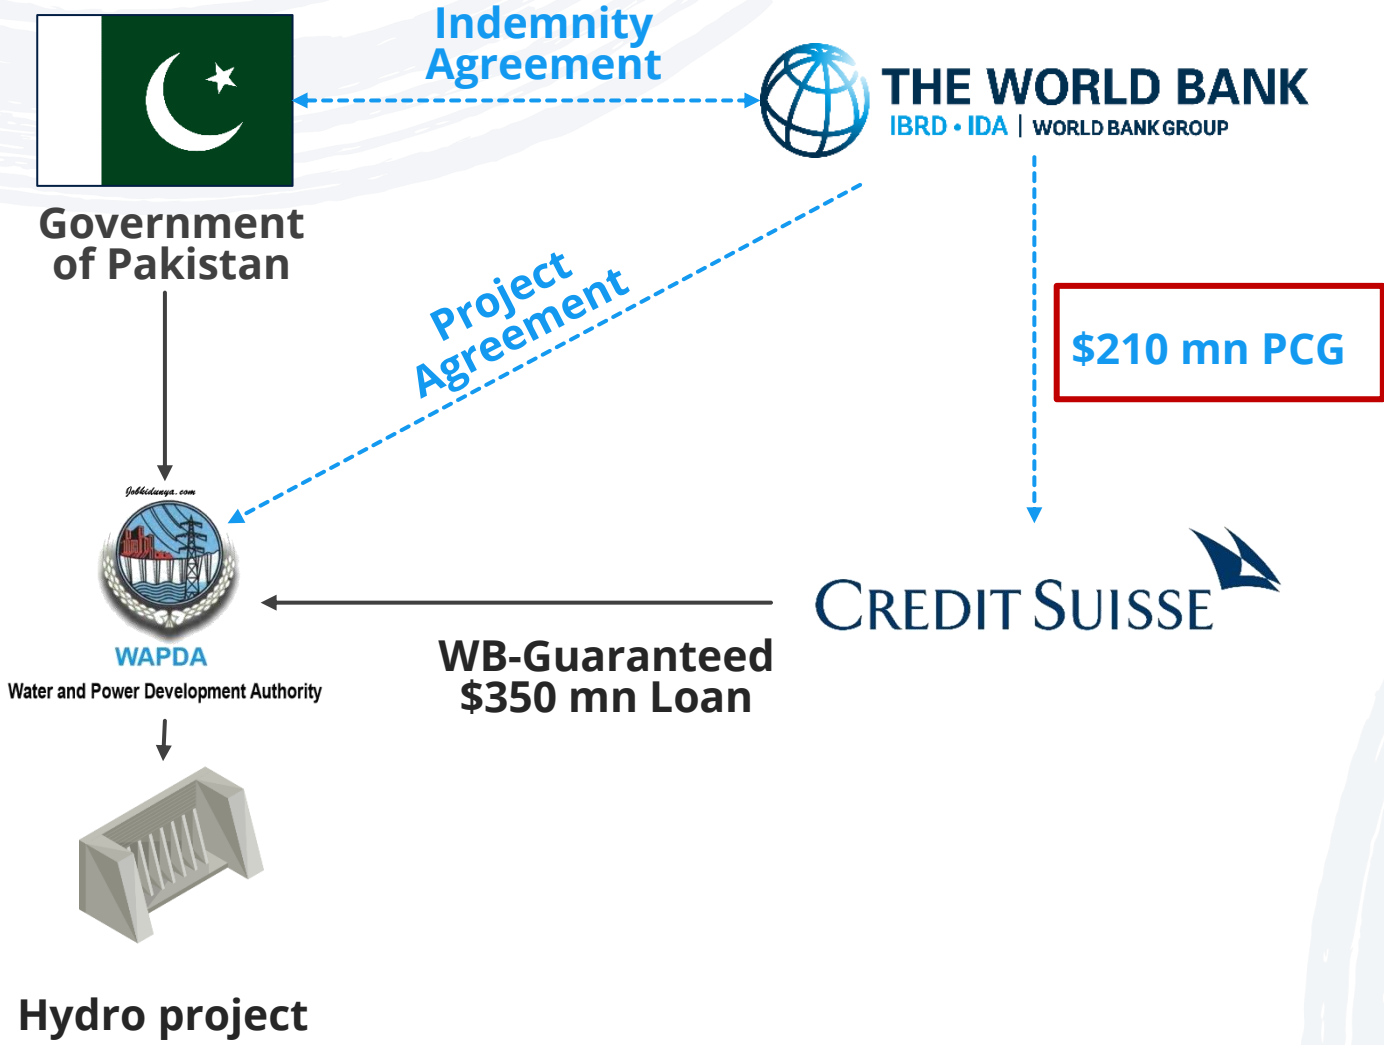 Indemnity
Agreement
THE WORLD BANK
IBRD • IDA | WORLD BANK GROUP
Government
of Pakistan
Project
Agreement
$210 mn PCG
Jobkidunya.com
WAPDA
Water and Power Development Authority
CREDIT SUISSE
WB-Guaranteed
$350 mn Loan
Hydro project